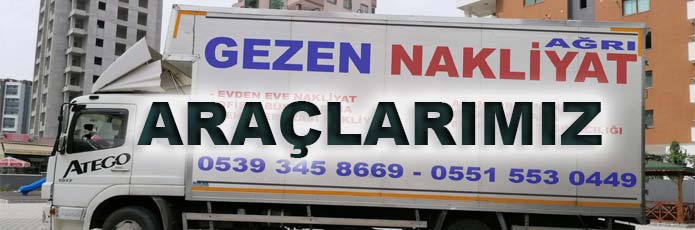 AĞRI
GEZEN NAKLİYAT
- EVDEN EVE NAKLİYAT
ARAÇLARIMIZ
0539 345 8669 - 0551 553 0449
ATEGO